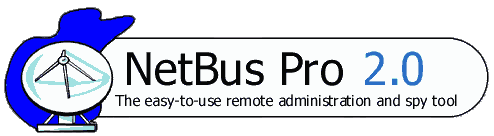 NetBus Pro 2.0
The easy-to-use remote administration and spy tool